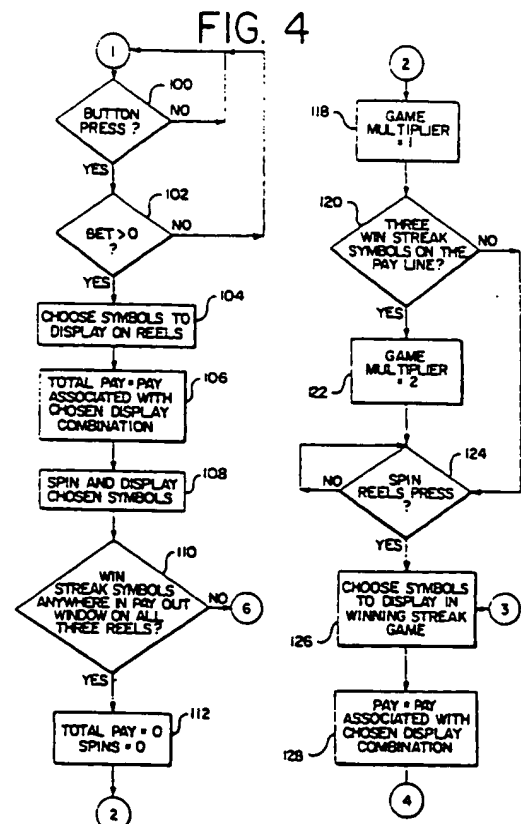 FIG. 4
1
100
BUTTON
PRESS ?
NO
YES
102
BET > 0
?
NO
YES
104
CHOOSE SYMBOLS TO
DISPLAY ON REELS
TOTAL PAY = PAY
ASSOCIATED WITH
CHOSEN DISPLAY
COMBINATION
106
108
SPIN AND DISPLAY
CHOSEN SYMBOLS
110
WIN
STREAK SYMBOLS
ANYWHERE IN PAY OUT
WINDOW ON ALL
THREE REELS?
NO
6
YES
112
TOTAL PAY = 0
SPINS = 0
2
2
118
GAME
MULTIPLIER
= 1
120
THREE
WIN STREAK
SYMBOLS ON THE
PAY LINE?
NO
YES
GAME
MULTIPLIER
= 2
122
124
SPIN
REELS PRESS
?
NO
YES
CHOOSE SYMBOLS
TO DISPLAY IN
WINNING STREAK
GAME
126
3
PAY = PAY
ASSOCIATED WITH
CHOSEN DISPLAY
COMBINATION
128
4